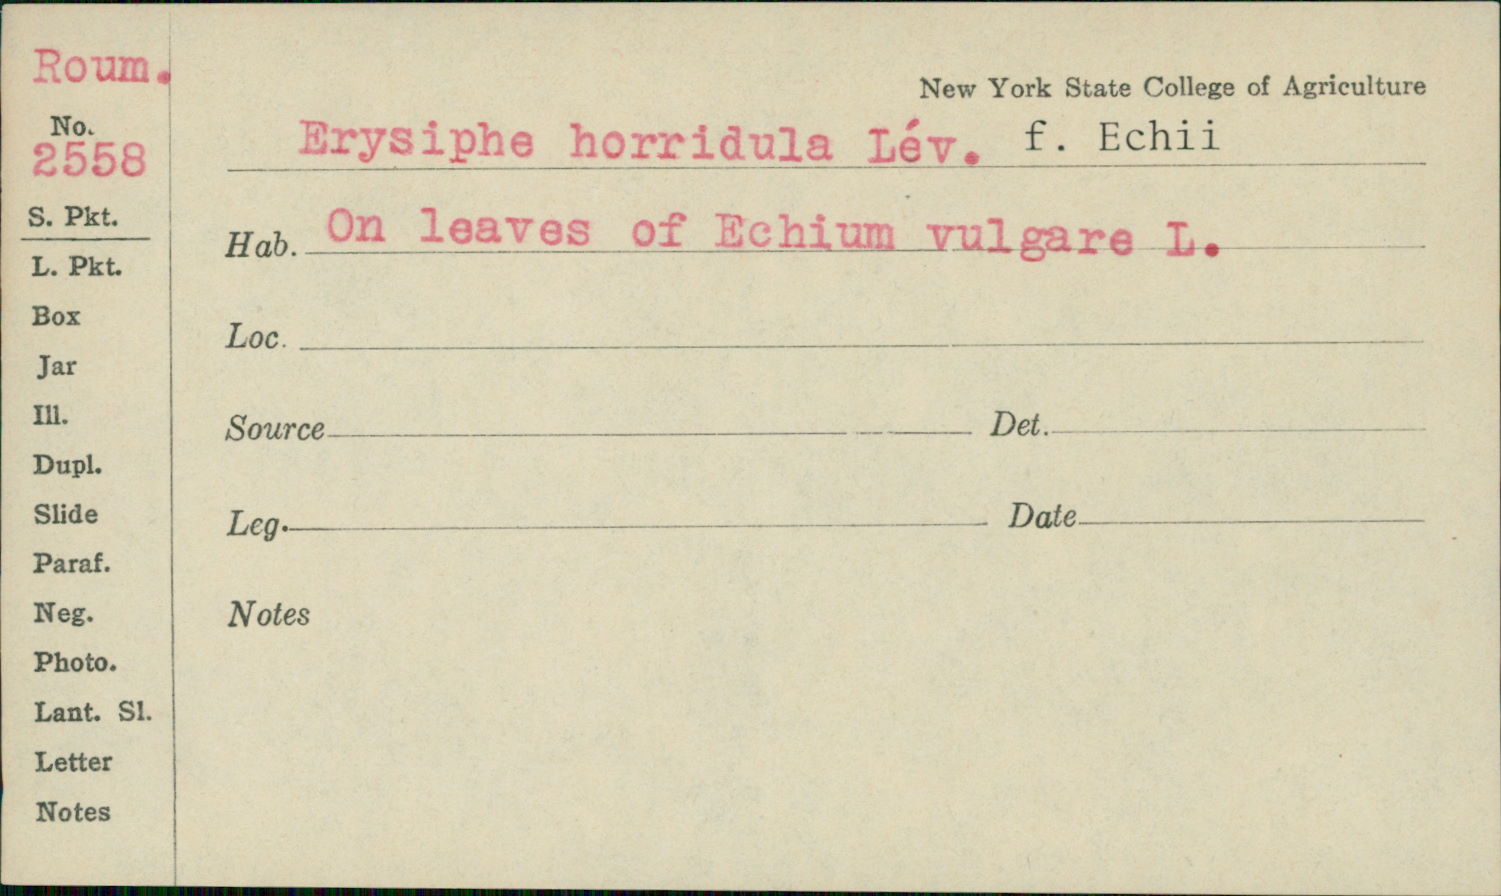 Roum.
No.
2558
S. Pkt.
L. Pkt.
Box
Jar
Ill.
Dupl.
Slide
Paraf.
Neg.
Photo.
Lant. Sl.
Letter
Notes
New York State College of Agriculture
Erysiphe horridula Lév. f. Echii
Hab. On leaves of Echium vulgare L.
Loc.
Source Det.
Leg. Date
Notes